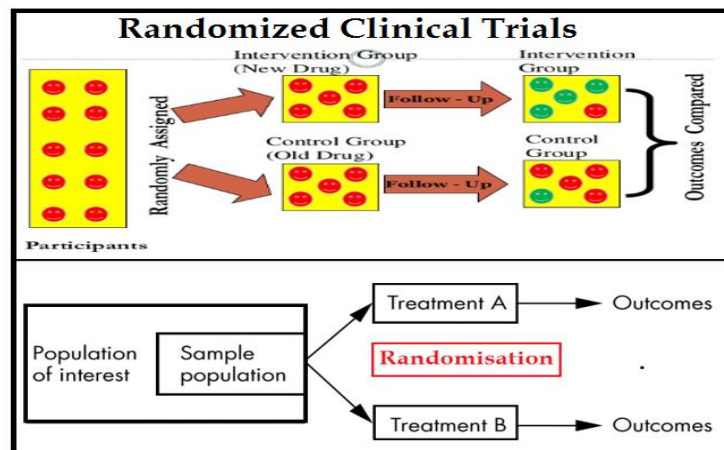 Randomized Clinical Trials
Intervention Group
(New Drug)
Intervention
Group
Randomly Assigned
Follow - Up
Outcomes Compared
Control Group
(Old Drug)
Control
Group
Follow - Up
Participants
Treatment A
Outcomes
Population
of interest
Sample
population
Randomisation
Treatment B
Outcomes